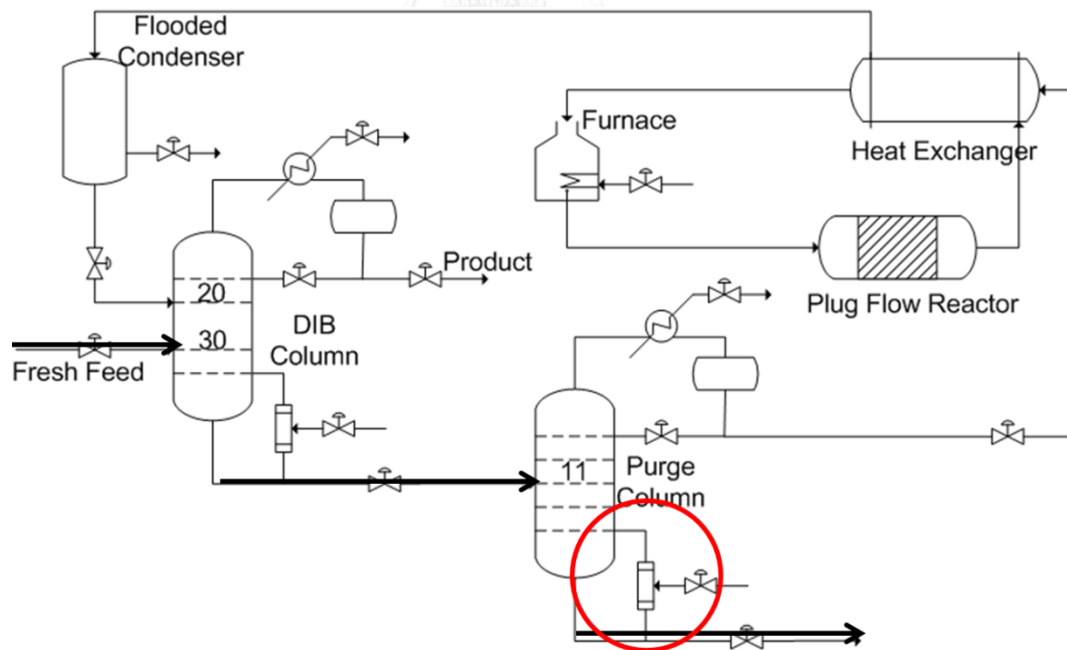 Flooded
Condenser
Furnace
Heat Exchanger
Product
20
DIB
Column
30
Plug Flow Reactor
Fresh Feed
11
Purge
Column